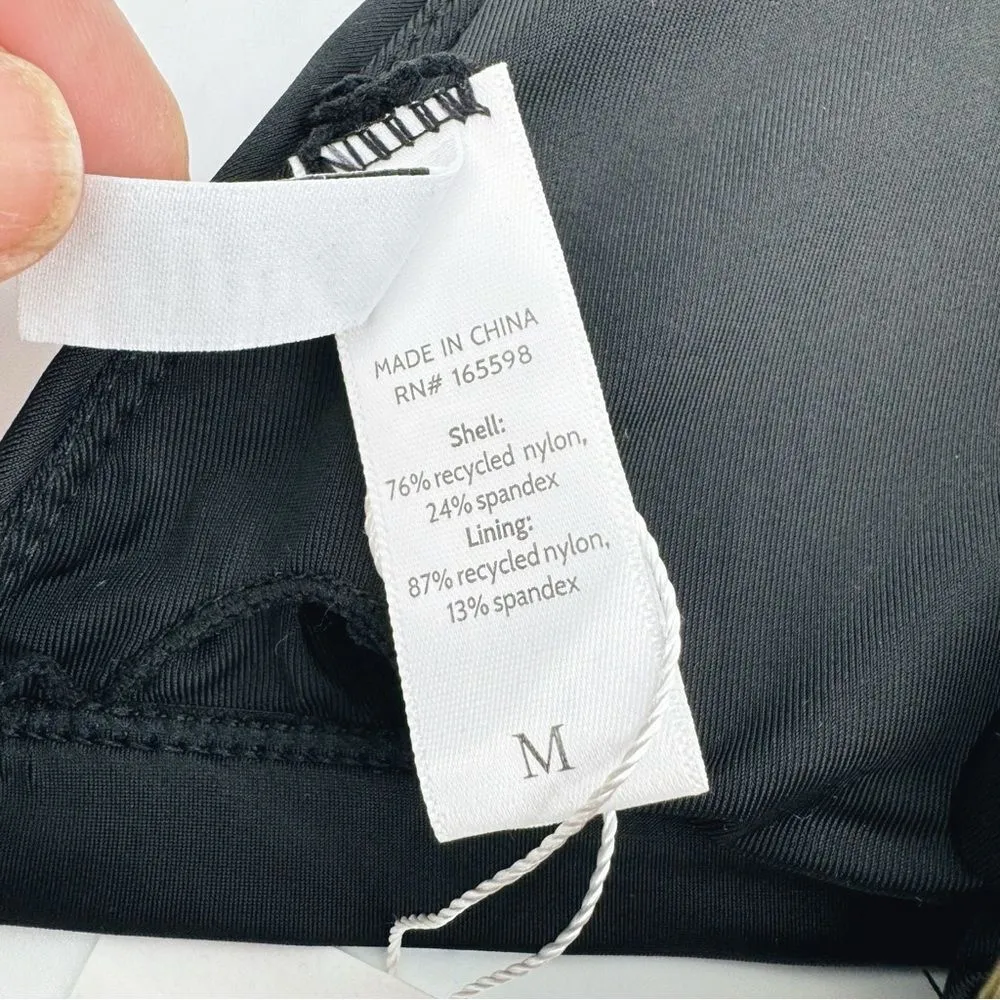 MADE IN CHINA
RN# 165598
Shell:
76% recycled nylon,
24% spandex
Lining:
87% recycled nylon,
13% spandex
M